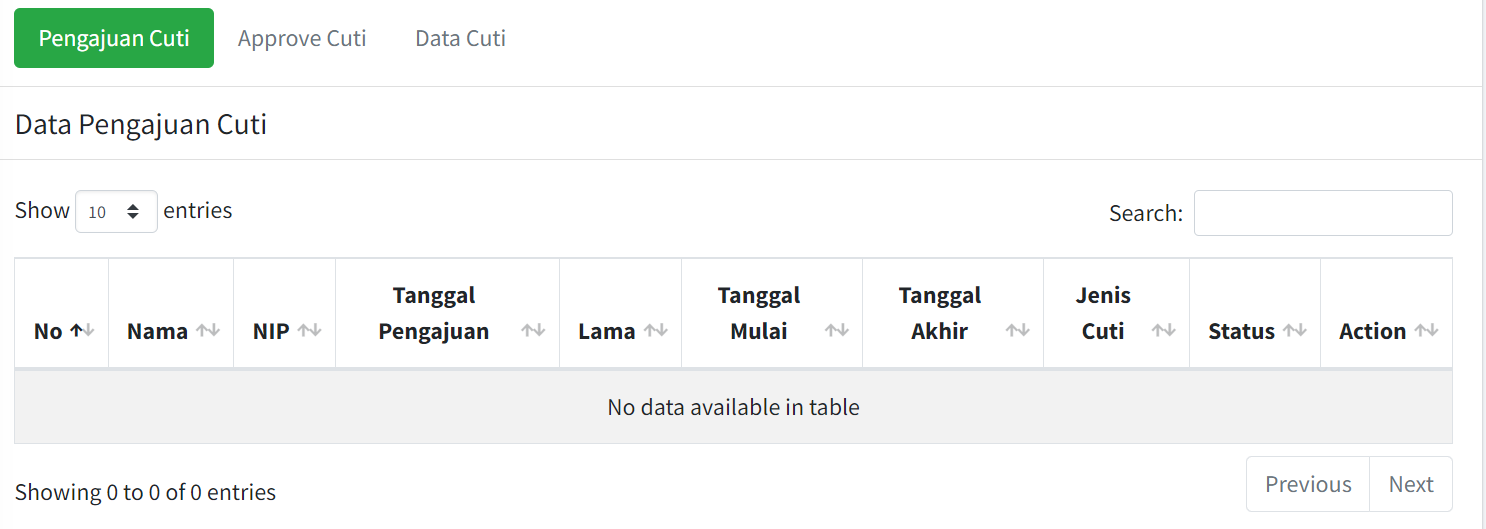 Pengajuan Cuti Approve Cuti Data Cuti
Data Pengajuan Cuti
Show 10 entries Search:
No Nama NIP Tanggal Pengajuan Lama Tanggal Mulai Tanggal Akhir Jenis Cuti Status Action
No data available in table
Showing 0 to 0 of 0 entries Previous Next